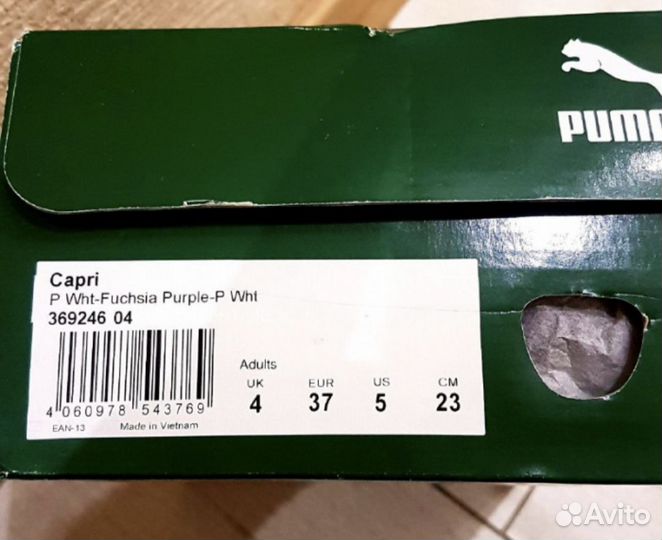 PUMA
Capri
P Wht-Fuchsia Purple-P Wht
369246 04
Adults
UK EUR US CM
4 37 5 23
4 060978 543769
EAN-13 Made in Vietnam
Avito